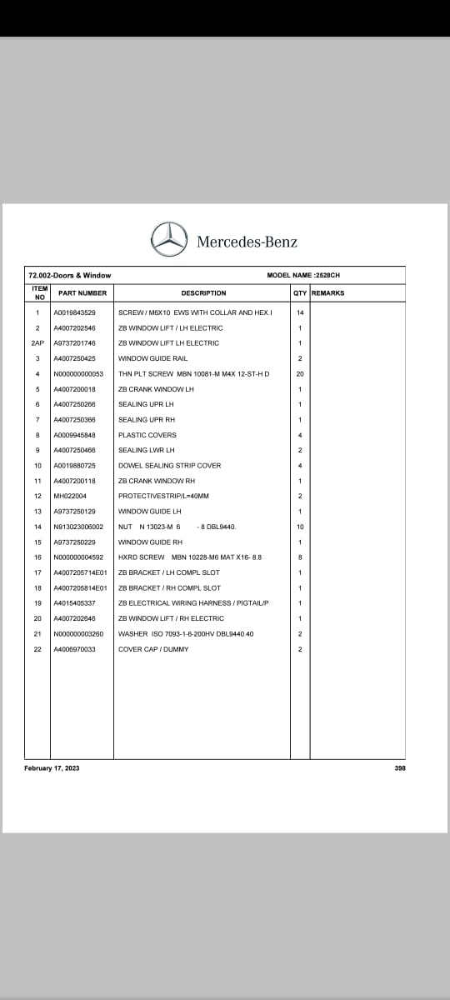 Mercedes-Benz
72.002-Doors & Window MODEL NAME :2528CH
ITEM NO PART NUMBER DESCRIPTION QTY REMARKS
1 A0019843529 SCREW / M6X10 EWS WITH COLLAR AND HEX.I 14
2 A4007202546 ZB WINDOW LIFT / LH ELECTRIC 1
2AP A9737201746 ZB WINDOW LIFT LH ELECTRIC 1
3 A4007250425 WINDOW GUIDE RAIL 2
4 N000000000053 THN PLT SCREW MBN 10081-M M4X 12-ST-H D 20
5 A4007200018 ZB CRANK WINDOW LH 1
6 A4007250266 SEALING UPR LH 1
7 A4007250366 SEALING UPR RH 1
8 A0009945848 PLASTIC COVERS 4
9 A4007250466 SEALING LWR LH 2
10 A0019880725 DOWEL SEALING STRIP COVER 4
11 A4007200118 ZB CRANK WINDOW RH 1
12 MH022004 PROTECTIVESTRIP/L=40MM 2
13 A9737250129 WINDOW GUIDE LH 1
14 N913023006002 NUT N 13023-M 6 - 8 DBL9440. 10
15 A9737250229 WINDOW GUIDE RH 1
16 N000000004592 HXRD SCREW MBN 10228-M6 MAT X16- 8.8 8
17 A4007205714E01 ZB BRACKET / LH COMPL SLOT 1
18 A4007205814E01 ZB BRACKET / RH COMPL SLOT 1
19 A4015405337 ZB ELECTRICAL WIRING HARNESS / PIGTAIL/P 1
20 A4007202646 ZB WINDOW LIFT / RH ELECTRIC 1
21 N000000003260 WASHER ISO 7093-1-6-200HV DBL9440.40 2
22 A4006970033 COVER CAP / DUMMY 2
February 17, 2023 398